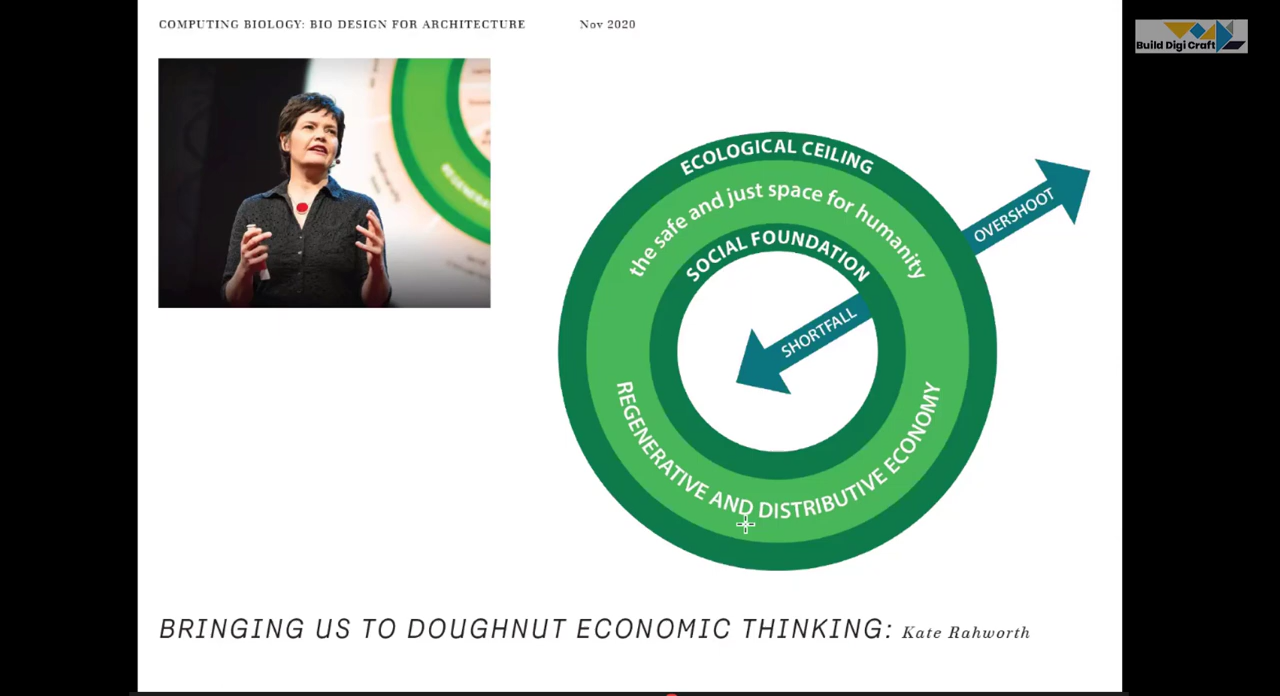 COMPUTING BIOLOGY: BIO DESIGN FOR ARCHITECTURE Nov 2020
Build Digi Craft
REGENERA
ECOLOGICAL CEILING
the safe and just space for humanity
SOCIAL FOUNDATION
OVERSHOOT
SHORTFALL
REGENERATIVE AND DISTRIBUTIVE ECONOMY
BRINGING US TO DOUGHNUT ECONOMIC THINKING: Kate Rahworth